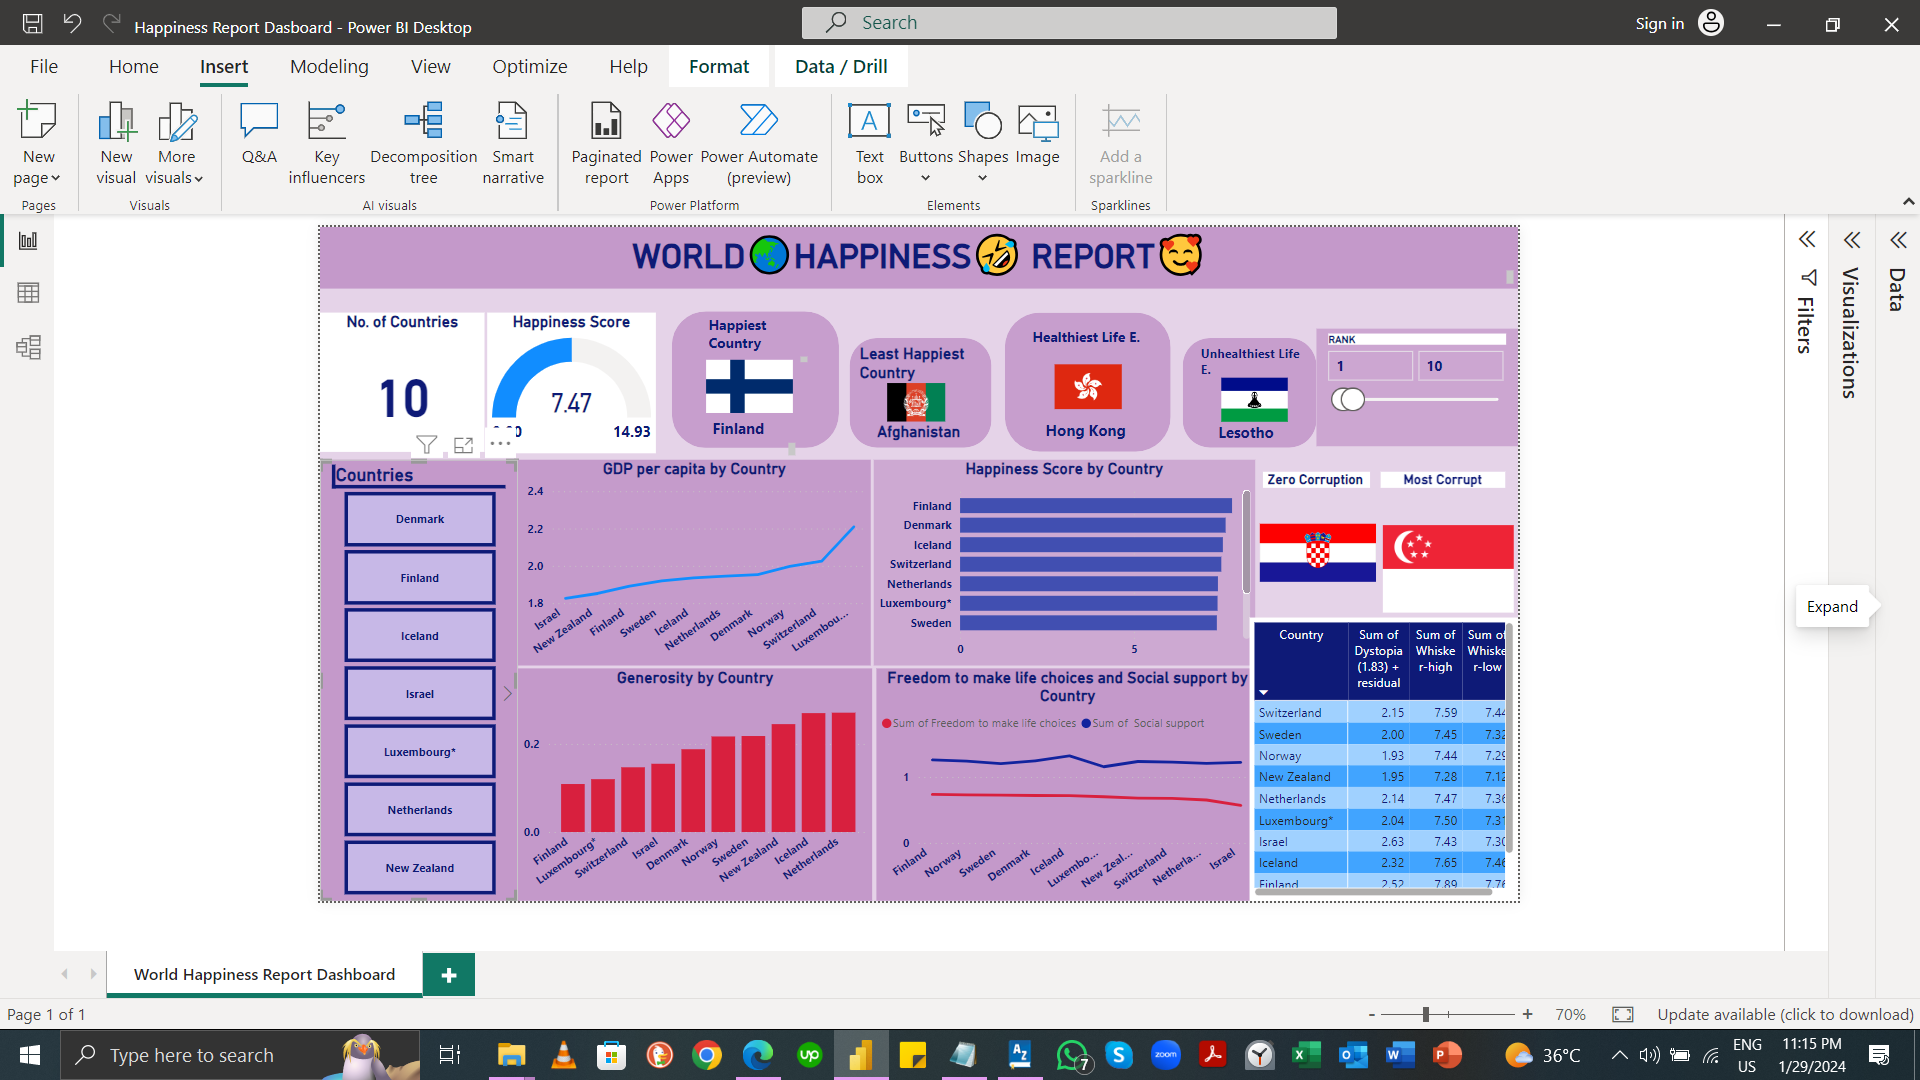 Happiness Report Dasboard - Power BI Desktop
Search
Sign in
File Home Insert Modeling View Optimize Help Format Data / Drill
New page
New visual
More visuals
Q&A
Key influencers
Decomposition tree
Smart narrative
Paginated report
Power Apps
Power Automate (preview)
Text box
Buttons
Shapes
Image
Add a sparkline
Pages
Visuals
AI visuals
Power Platform
Elements
Sparklines
WORLD HAPPINESS REPORT
No. of Countries
10
Happiness Score
7.47
14.93
Happiest
Country
Finland
Least Happiest
Country
Afghanistan
Healthiest Life E.
Hong Kong
Unhealthiest Life
E.
Lesotho
RANK
1 10
Countries
Denmark
Finland
Iceland
Israel
Luxembourg*
Netherlands
New Zealand
GDP per capita by Country
2.4
2.2
2.0
1.8
Israel
New Zealand
Finland
Sweden
Iceland
Netherlands
Denmark
Norway
Switzerland
Luxembou...
Happiness Score by Country
Finland
Denmark
Iceland
Switzerland
Netherlands
Luxembourg*
Sweden
0 5
Zero Corruption
Most Corrupt
Generosity by Country
0.2
0.0
Finland
Luxembourg*
Switzerland
Israel
Denmark
Norway
Sweden
New Zealand
Iceland
Netherlands
Freedom to make life choices and Social support by
Country
Sum of Freedom to make life choices Sum of Social support
1
0
Finland
Norway
Sweden
Denmark
Iceland
Luxembo...
New Zeal...
Switzerland
Netherla...
Israel
Country
Sum of Dystopia (1.83) + residual
Sum of Whisker-high
Sum of Whisker-low
Switzerland 2.15 7.59 7.44
Sweden 2.00 7.45 7.32
Norway 1.93 7.44 7.29
New Zealand 1.95 7.28 7.12
Netherlands 2.14 7.47 7.36
Luxembourg* 2.04 7.50 7.31
Israel 2.63 7.43 7.30
Iceland 2.32 7.65 7.46
Finland 2.52 7.89 7.76
Filters
Visualizations
Data
Expand
World Happiness Report Dashboard
Page 1 of 1
- + 70%
Update available (click to download)
Type here to search
up
zoom
7
36°C
ENG
US
11:15 PM
1/29/2024